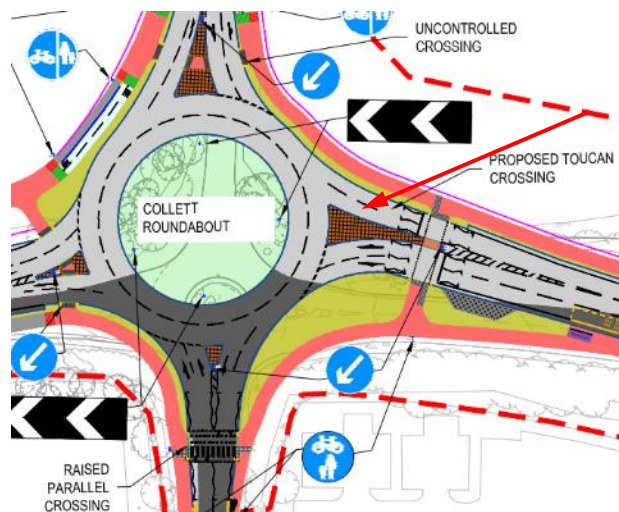 UNCONTROLLED
CROSSING
PROPOSED TOUCAN
CROSSING
COLLETT
ROUNDABOUT
RAISED
PARALLEL
CROSSING